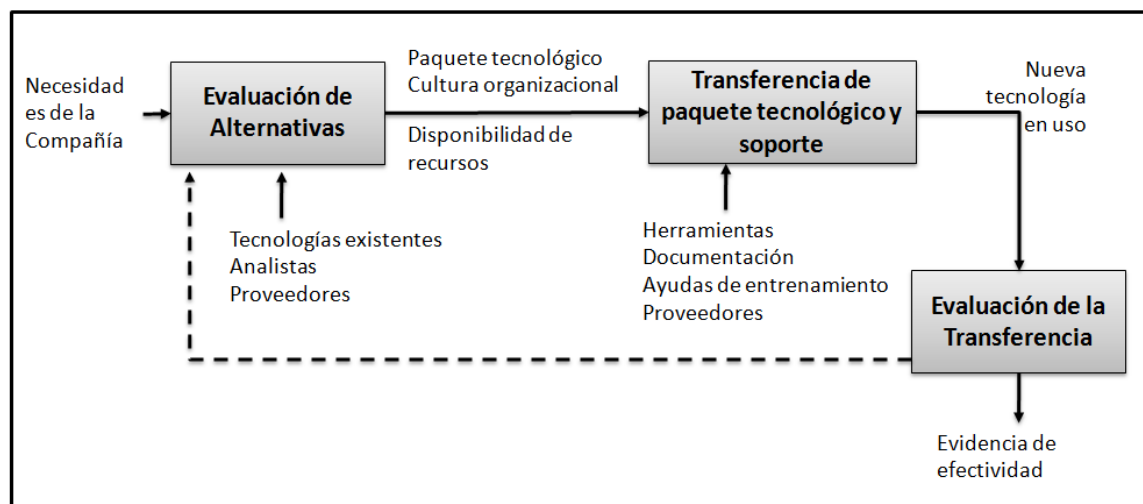 Necesidad
es de la
Compañía
Evaluación de
Alternativas
Paquete tecnológico
Cultura organizacional
Disponibilidad de
recursos
Transferencia de
paquete tecnológico y
soporte
Nueva
tecnología
en uso
Tecnologías existentes
Analistas
Proveedores
Herramientas
Documentación
Ayudas de entrenamiento
Proveedores
Evaluación de la
Transferencia
Evidencia de
efectividad